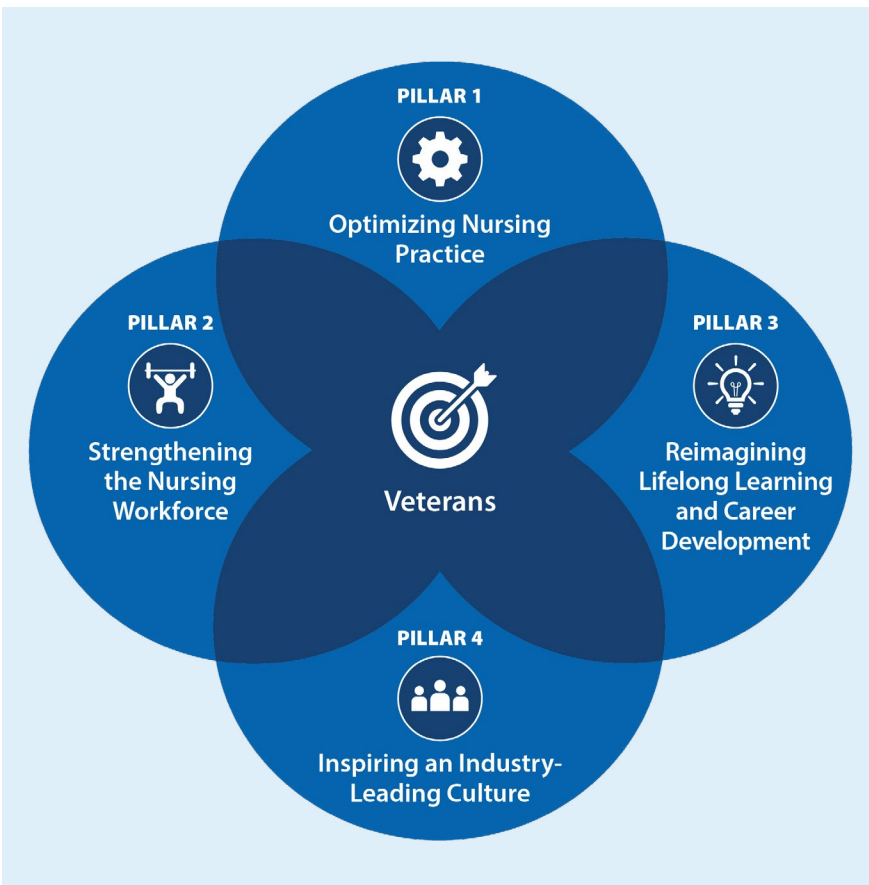 PILLAR 1
Optimizing Nursing
Practice
PILLAR 2
Strengthening
the Nursing
Workforce
Veterans
PILLAR 3
Reimagining
Lifelong Learning
and Career
Development
PILLAR 4
Inspiring an Industry-
Leading Culture